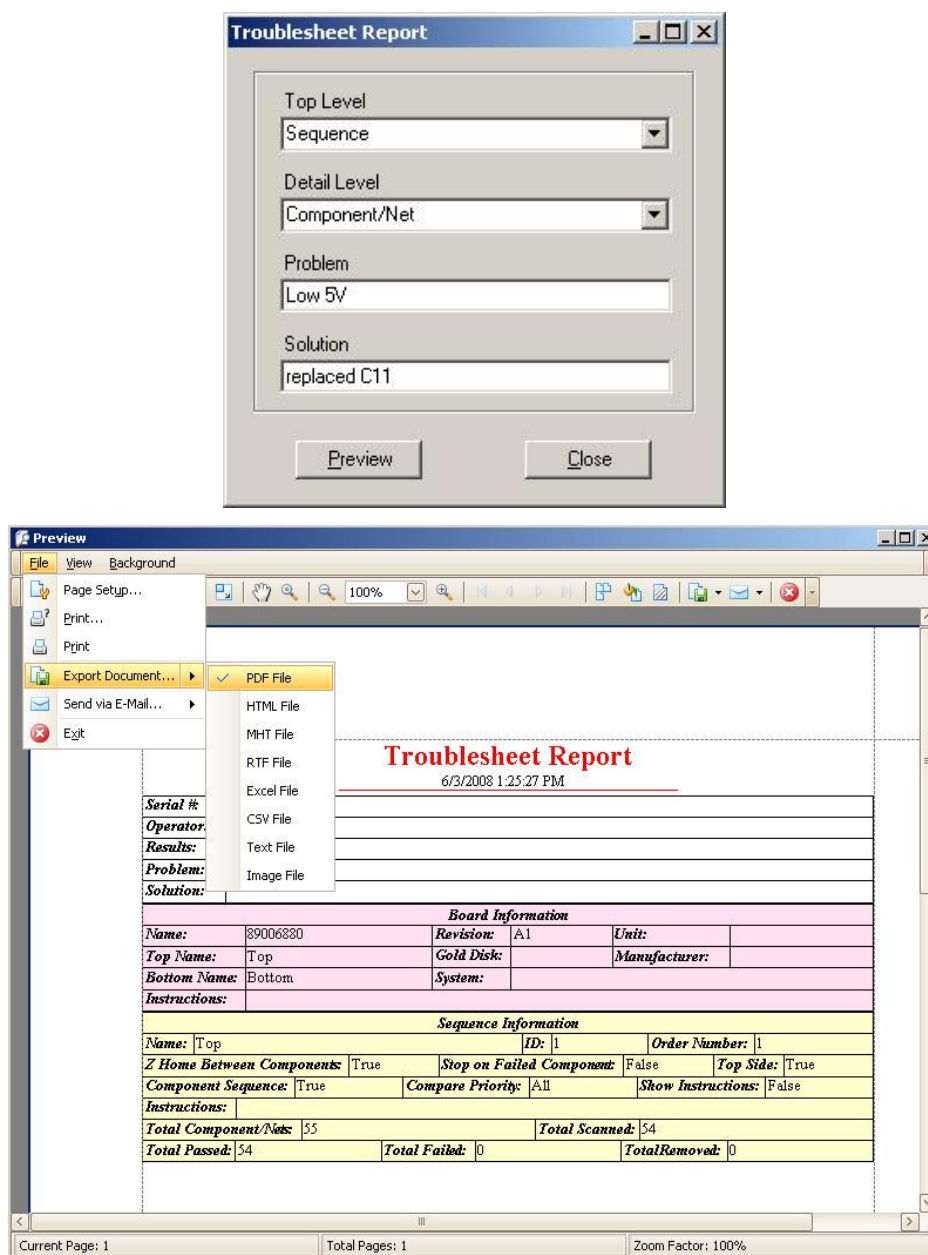 Troublesheet Report
Top Level
Sequence
Detail Level
Component/Net
Problem
Low 5V
Solution
replaced C11
Preview Close
Preview
File View Background
100%
Page Setup...
Print...
Print
Export Document...
Send via E-Mail...
Exit
PDF File
HTML File
MHT File
RTF File
Excel File
CSV File
Text File
Image File
Troublesheet Report
6/3/2008 1:25:27 PM
Serial #:
Operator:
Results:
Problem:
Solution:
Board Information
Name: 89006880 Revision: A1 Unit:
Top Name: Top Gold Disk: Manufacturer:
Bottom Name: Bottom System:
Instructions:
Sequence Information
Name: Top ID: 1 Order Number: 1
Z Home Between Components: True Stop on Failed Component: False Top Side: True
Component Sequence: True Compare Priority: All Show Instructions: False
Instructions:
Total Component/Nets: 55 Total Scanned: 54
Total Passed: 54 Total Failed: 0 TotalRemoved: 0
Current Page: 1 Total Pages: 1 Zoom Factor: 100%